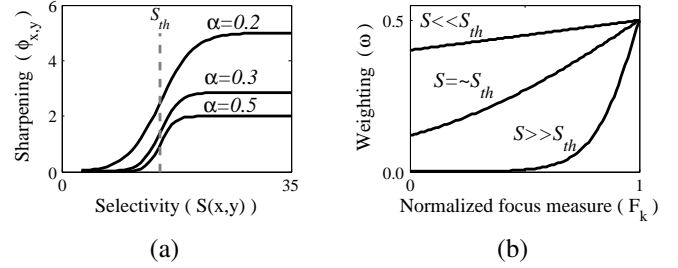 6
4
2
0
Sharpening ( ϕx,y )
S_th
α=0.2
α=0.3
α=0.5
0
35
Selectivity ( S(x,y) )
(a)
0.5
0.0
Weighting ( ω )
S<<S_th
S=~S_th
S>>S_th
0
1
Normalized focus measure ( F_k )
(b)